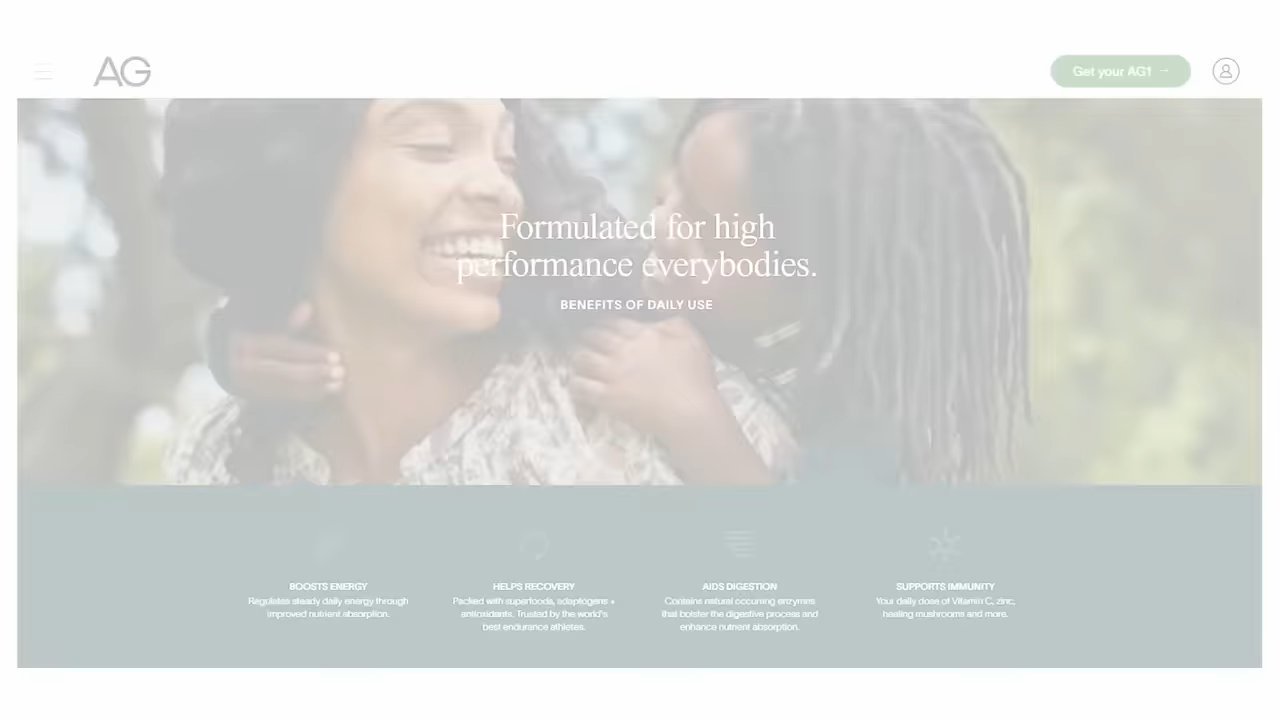 AG
Get your AG1 →
Formulated for high
performance everybodies.
BENEFITS OF DAILY USE
BOOSTS ENERGY
Regulates steady daily energy through
improved nutrient absorption.
HELPS RECOVERY
Packed with superfoods, adaptogens +
antioxidants. Trusted by the world's
best endurance athletes.
AIDS DIGESTION
Contains natural occurring enzymes
that bolster the digestive process and
enhance nutrient absorption.
SUPPORTS IMMUNITY
Your daily dose of Vitamin C, zinc,
healing mushrooms and more.